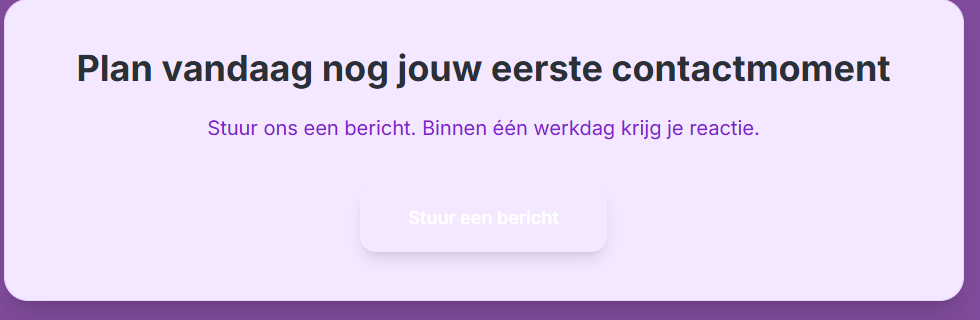 Plan vandaag nog jouw eerste contactmoment
Stuur ons een bericht. Binnen één werkdag krijg je reactie.
Stuur een bericht